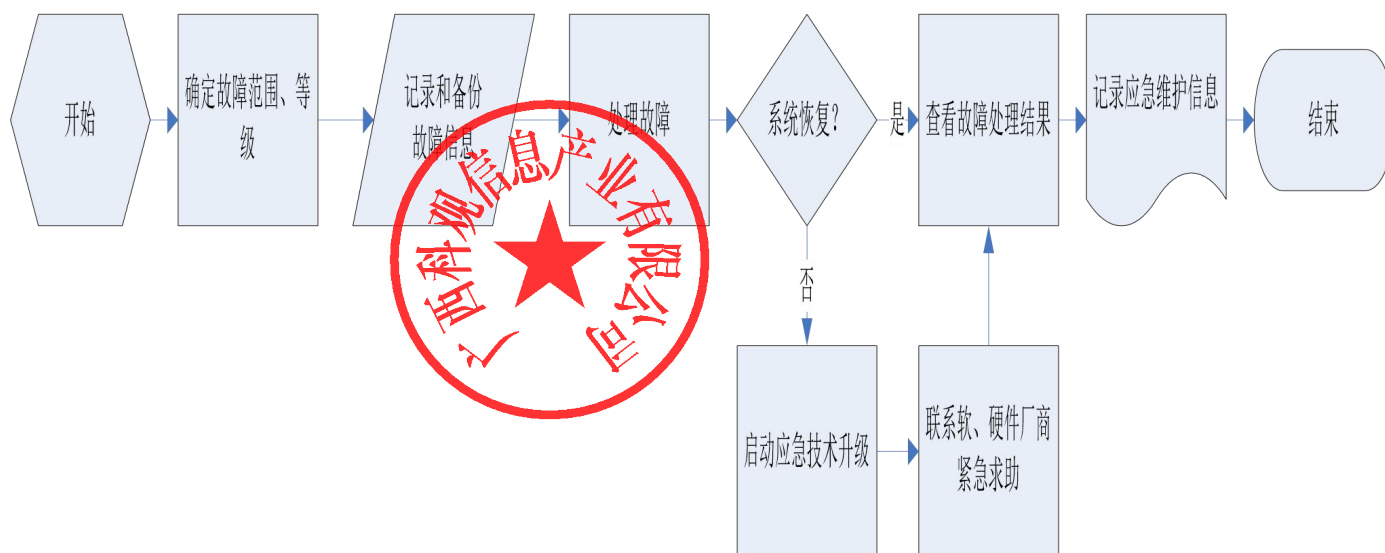 开始
确定故障范围、等
级
记录和备份
故障信息
处理故障
系统恢复？
是
查看故障处理结果
记录应急维护信息
结束
否
启动应急技术升级
联系软、硬件厂商
紧急求助
广西科观信息产业有限公司